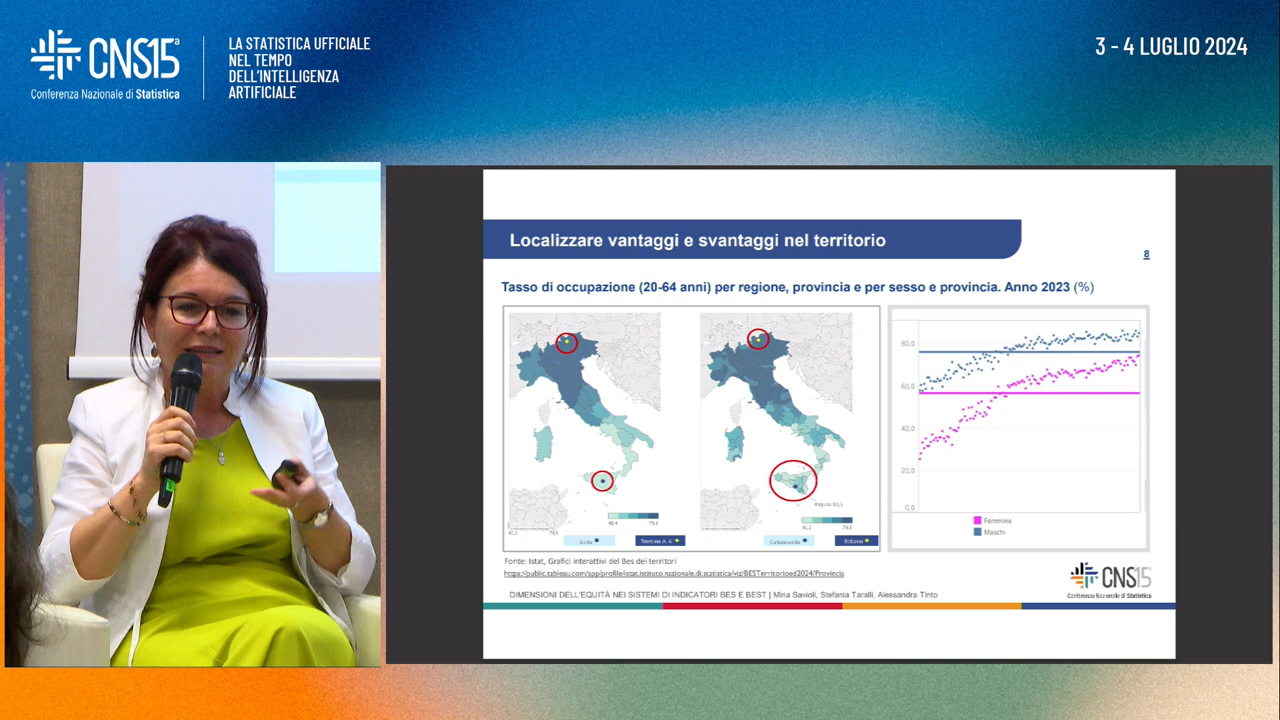 CNS15ª
Conferenza Nazionale di Statistica
LA STATISTICA UFFICIALE
NEL TEMPO
DELL'INTELLIGENZA
ARTIFICIALE
3 - 4 LUGLIO 2024
Localizzare vantaggi e svantaggi nel territorio
8
Tasso di occupazione (20-64 anni) per regione, provincia e per sesso e provincia. Anno 2023 (%)
80,0
60,0
40,0
20,0
0,0
Femmine
Maschi
Sicilia
Trentino A. A.
Caltanissetta
Bolzano
Fonte: Istat, Grafici interattivi del Bes dei territori
https://public.tableau.com/app/profile/istat.istituto.nazionale.di.statistica/viz/BESTerritorioed2024/Provincia
DIMENSIONI DELL'EQUITÀ NEI SISTEMI DI INDICATORI BES E BEST | Miria Savioli, Stefania Taralli, Alessandra Tinto
CNS15ª
Conferenza Nazionale di Statistica